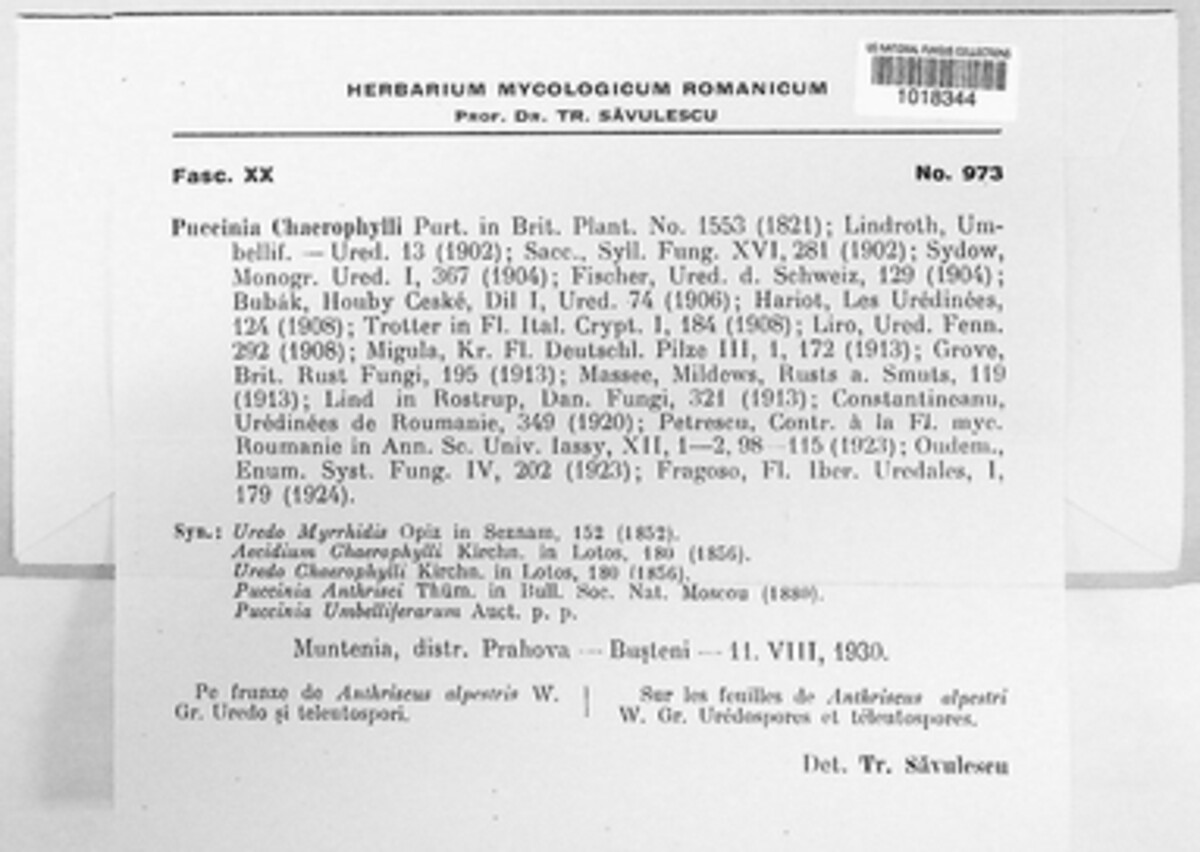 US NATIONAL FUNGUS COLLECTIONS
1018344
HERBARIUM MYCOLOGICUM ROMANICUM
PROF. DR. TR. SĂVULESCU
Fasc. XX No. 973
Puccinia Chaerophylli Purt. in Brit. Plant. No. 1553 (1821); Lindroth, Um-
bellif. — Ured. 13 (1902); Sacc., Syll. Fung. XVI, 281 (1902); Sydow,
Monogr. Ured. I, 367 (1904); Fischer, Ured. d. Schweiz, 129 (1904);
Bubák, Houby Ceské, Dil I, Ured. 74 (1906); Hariot, Les Urédinées,
124 (1908); Trotter in Fl. Ital. Crypt. I, 184 (1908); Liro, Ured. Fenn.
292 (1908); Migula, Kr. Fl. Deutschl. Pilze III, 1, 172 (1913); Grove,
Brit. Rust Fungi, 195 (1913); Massee, Mildews, Rusts a. Smuts, 119
(1913); Lind in Rostrup, Dan. Fungi, 321 (1913); Constantineanu,
Urédinées de Roumanie, 349 (1920); Petrescu, Contr. à la Fl. myc.
Roumanie in Ann. Sc. Univ. Iassy, XII, 1—2, 98—115 (1923); Oudem.,
Enum. Syst. Fung. IV, 202 (1923); Fragoso, Fl. Iber. Uredales, I,
179 (1924).
Syn.: Uredo Myrrhidis Opiz in Seznam, 152 (1852).
Aecidium Chaerophylli Kirchn. in Lotos, 180 (1856).
Uredo Chaerophylli Kirchn. in Lotos, 180 (1856).
Puccinia Anthrisci Thüm. in Bull. Soc. Nat. Moscou (1880).
Puccinia Umbelliferarum Auct. p. p.
Muntenia, distr. Prahova — Bușteni — 11. VIII, 1930.
Pe frunze de Anthriscus alpestris W.
Gr. Uredo și teleutospori.
Sur les feuilles de Anthriscus alpestri
W. Gr. Urédospores et téleutospores.
Det. Tr. Săvulescu